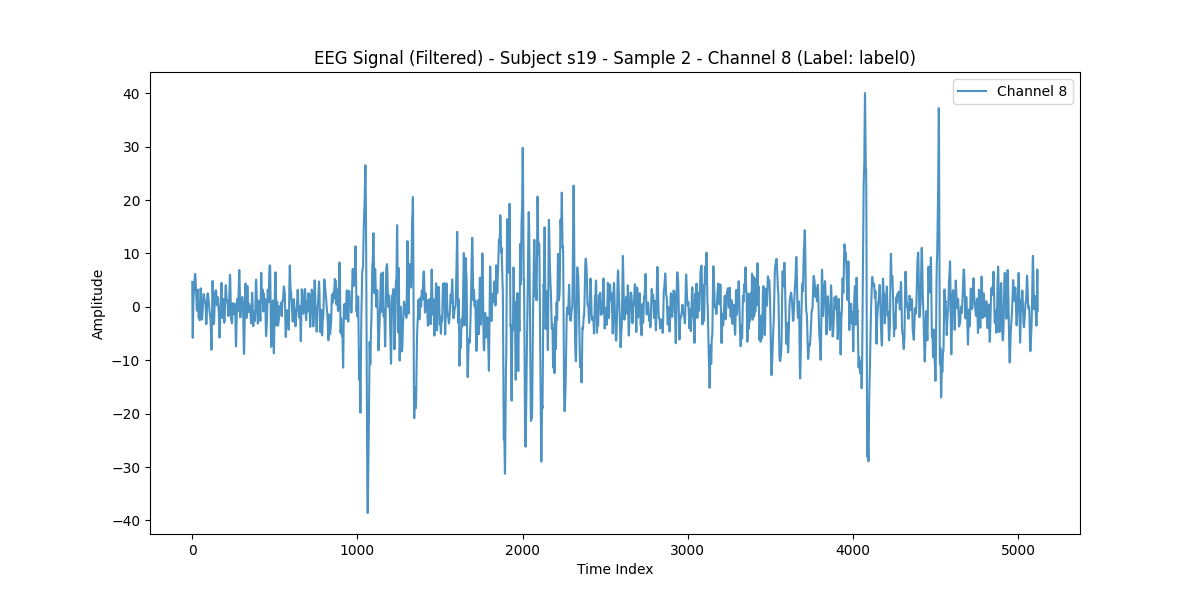 EEG Signal (Filtered) - Subject s19 - Sample 2 - Channel 8 (Label: label0)
Channel 8
40
30
20
10
0
−10
−20
−30
−40
Amplitude
0 1000 2000 3000 4000 5000
Time Index